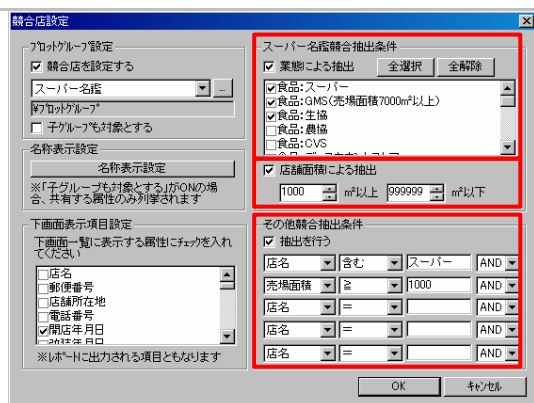 競合店設定
プロットグループ設定
競合店を設定する
スーパー名鑑
...
¥プロットグループ*
子グループも対象とする
名称表示設定
名称表示設定
※「子グループも対象とする」がONの場
合、共有する属性のみ列挙されます
下画面表示項目設定
下画面一覧に表示する属性にチェックを入れ
てください
店名
郵便番号
店舗所在地
電話番号
開店年月日
※レポートに出力される項目ともなります
スーパー名鑑競合抽出条件
業態による抽出 全選択 全解除
食品:スーパー
食品:GMS(売場面積7000m²以上)
食品:生協
食品:農協
食品:CVS
店舗面積による抽出
1000 m²以上 999999 m²以下
その他競合抽出条件
抽出を行う
店名 含む スーパー AND
売場面積 ≧ 1000 AND
店名 = AND
店名 = AND
店名 = AND
OK キャンセル